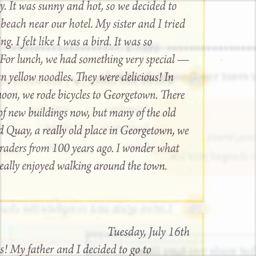 y. It was sunny and hot, so we decided to
beach near our hotel. My sister and I tried
ng. I felt like I was a bird. It was so
For lunch, we had something very special —
n yellow noodles. They were delicious! In
oon, we rode bicycles to Georgetown. There
of new buildings now, but many of the old
d Quay, a really old place in Georgetown, we
raders from 100 years ago. I wonder what
eally enjoyed walking around the town.
Tuesday, July 16th
s! My father and I decided to go to